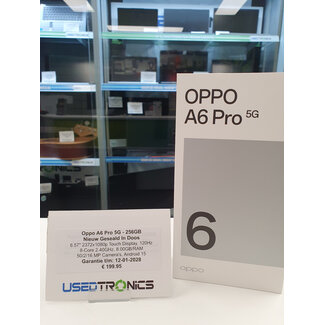 OPPO
A6 Pro 5G
6
oppo
Oppo A6 Pro 5G - 256GB
Nieuw Geseald In Doos
6.57" 2372x1080p Touch Display, 120Hz
8-Core 2.40GHz, 8.00GB/RAM
50/2/16 MP Camera's, Android 15
Garantie t/m: 12-01-2028
€ 199.95
USEDTRONICS